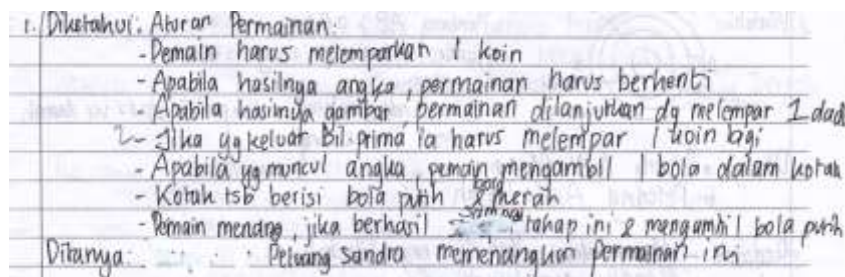 1. Diketahui: Aturan Permainan:
- Pemain harus melemparkan 1 koin
- Apabila hasilnya angka, permainan harus berhenti
- Apabila hasilnya gambar, permainan dilanjutkan dg melempar 1 dadu
- Jika yg keluar bil prima ia harus melempar 1 koin lagi
- Apabila yg muncul angka, pemain mengambil 1 bola dalam kotak
- Kotak tsb berisi bola putih & merah
- Pemain menang, jika berhasil sampai tahap ini & mengambil bola putih
Ditanya: Peluang Sandra memenangkan permainan ini